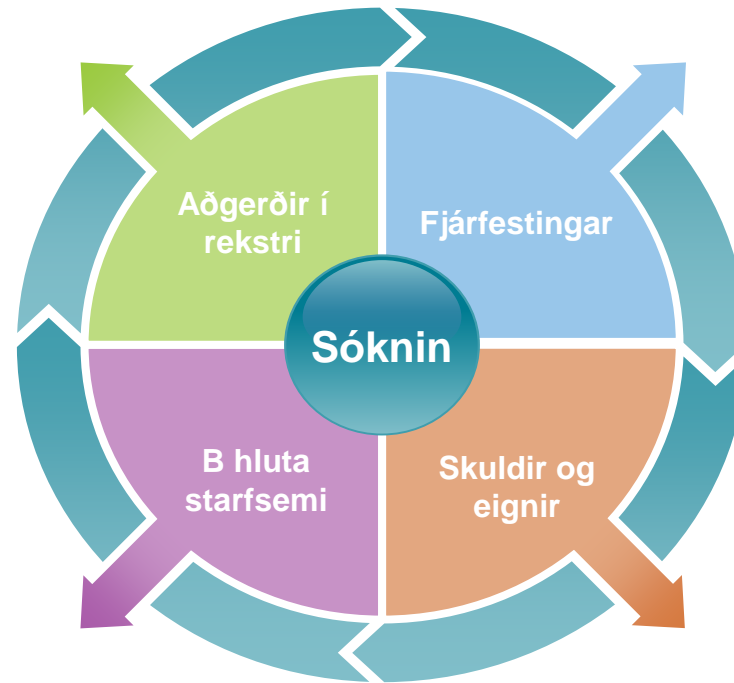 Aðgerðir í
rekstri
Fjárfestingar
Sóknin
B hluta
starfsemi
Skuldir og
eignir